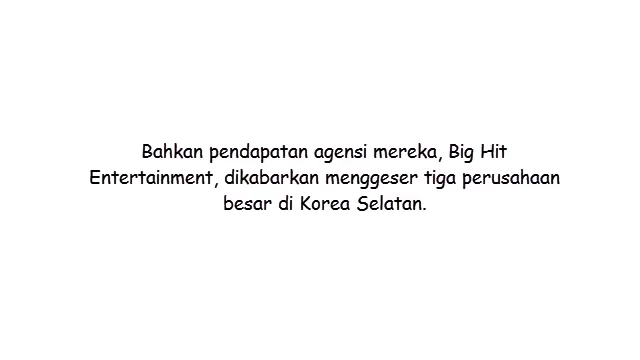 Bahkan pendapatan agensi mereka, Big Hit
Entertainment, dikabarkan menggeser tiga perusahaan
besar di Korea Selatan.